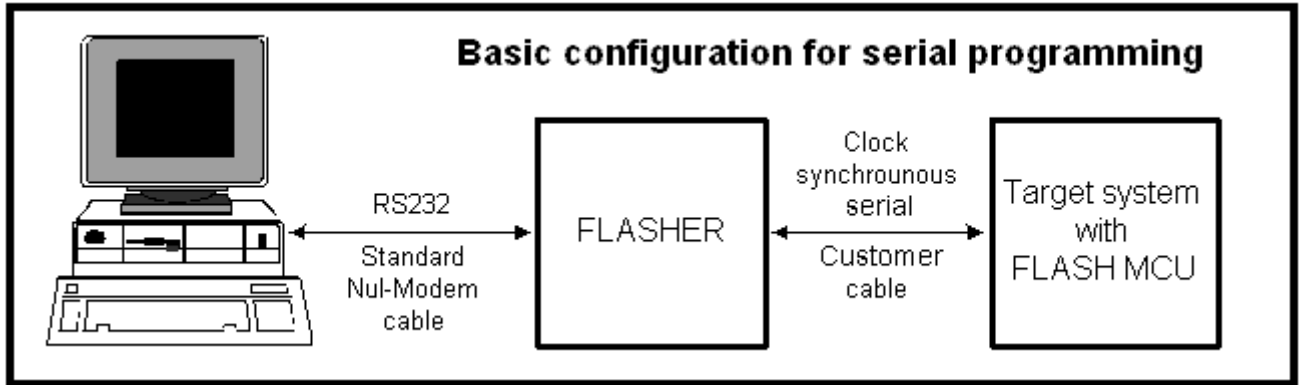 Basic configuration for serial programming
RS232
Standard
Nul-Modem
cable
FLASHER
Clock
synchrounous
serial
Customer
cable
Target system
with
FLASH MCU